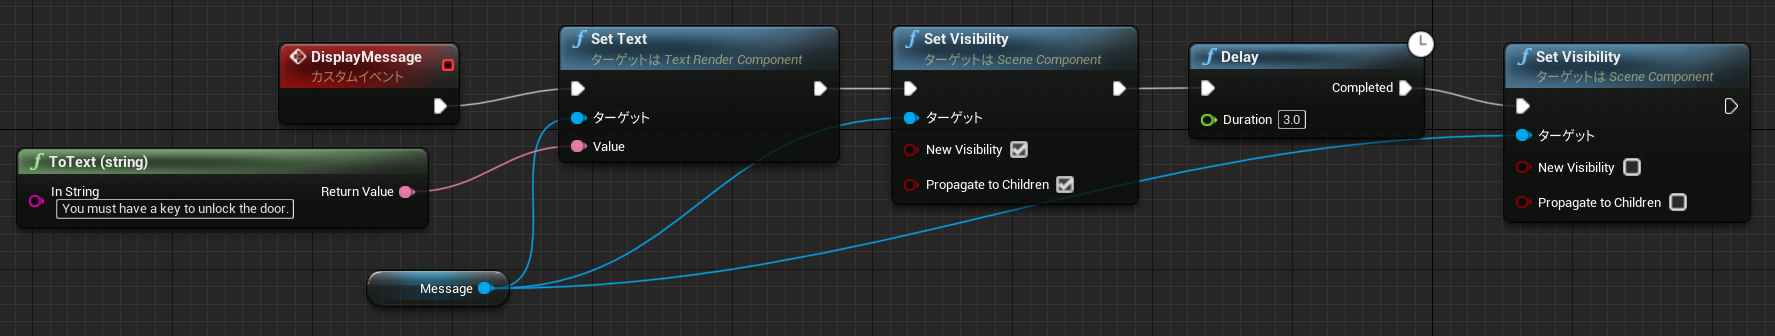 DisplayMessage
カスタムイベント
ToText (string)
In String
Return Value
You must have a key to unlock the door.
Message
Set Text
ターゲットは Text Render Component
ターゲット
Value
Set Visibility
ターゲットは Scene Component
ターゲット
New Visibility
Propagate to Children
Delay
Completed
Duration 3.0
Set Visibility
ターゲットは Scene Component
ターゲット
New Visibility
Propagate to Children